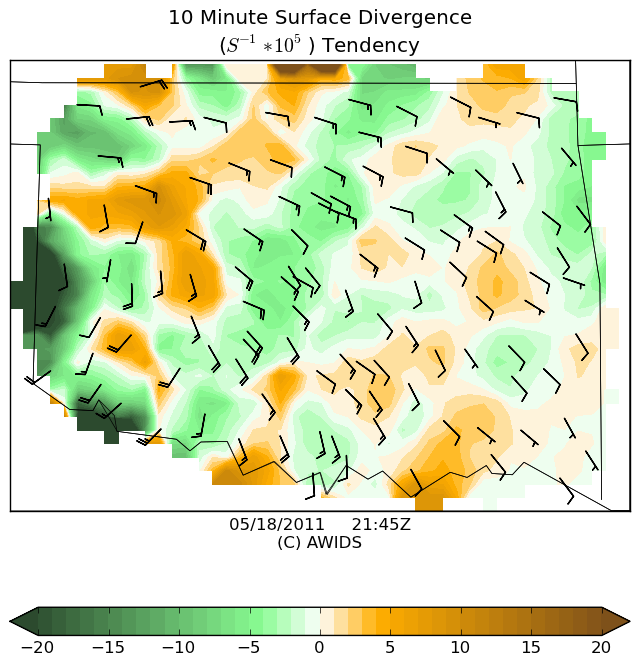 10 Minute Surface Divergence
(S⁻¹ ∗10⁵ ) Tendency
05/18/2011 21:45Z
(C) AWIDS
−20 −15 −10 −5 0 5 10 15 20